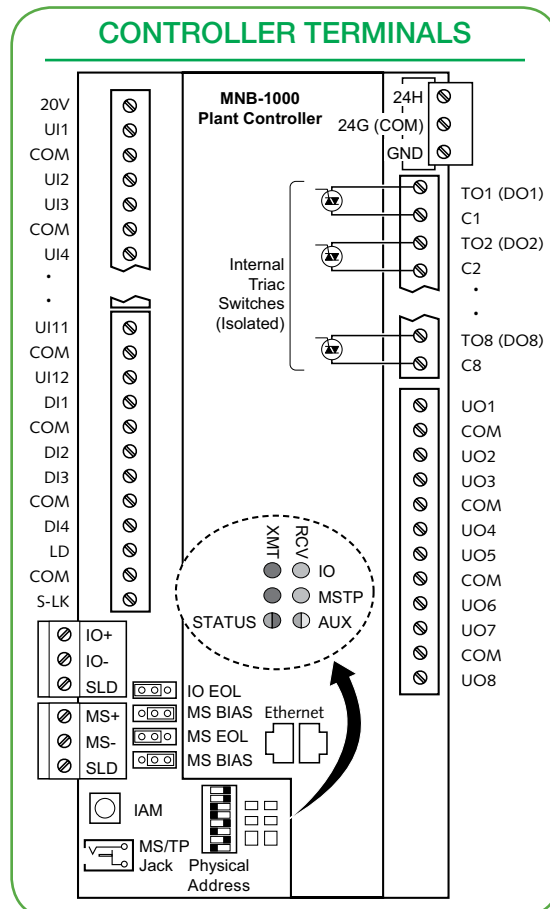 CONTROLLER TERMINALS
MNB-1000
Plant Controller
20V
UI1
COM
UI2
UI3
COM
UI4
UI11
COM
UI12
DI1
COM
DI2
DI3
COM
DI4
LD
COM
S-LK
24H
24G (COM)
GND
TO1 (DO1)
C1
TO2 (DO2)
C2
TO8 (DO8)
C8
Internal
Triac
Switches
(Isolated)
UO1
COM
UO2
UO3
COM
UO4
UO5
COM
UO6
UO7
COM
UO8
XMT
RCV
IO
MSTP
STATUS
AUX
IO+
IO-
SLD
MS+
MS-
SLD
IO EOL
MS BIAS
MS EOL
MS BIAS
Ethernet
IAM
MS/TP
Jack
Physical
Address